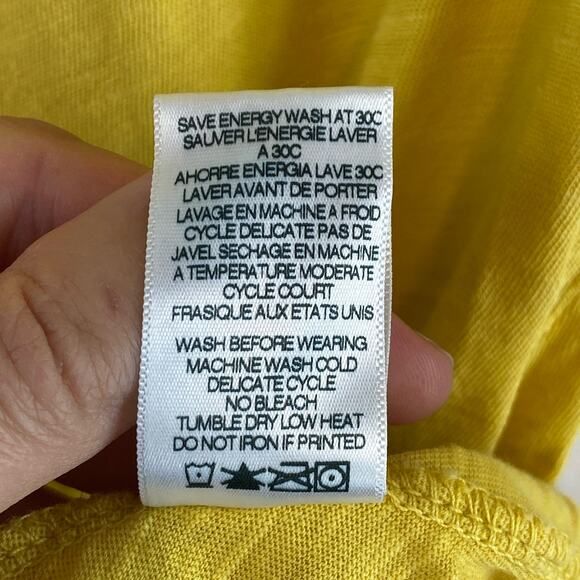 SAVE ENERGY WASH AT 30C
SAUVER L'ENERGIE LAVER
A 30C
AHORRE ENERGIA LAVE 30C
LAVER AVANT DE PORTER
LAVAGE EN MACHINE A FROID
CYCLE DELICATE PAS DE
JAVEL SECHAGE EN MACHINE
A TEMPERATURE MODERATE
CYCLE COURT
FRASIQUE AUX ETATS UNIS
WASH BEFORE WEARING
MACHINE WASH COLD
DELICATE CYCLE
NO BLEACH
TUMBLE DRY LOW HEAT
DO NOT IRON IF PRINTED